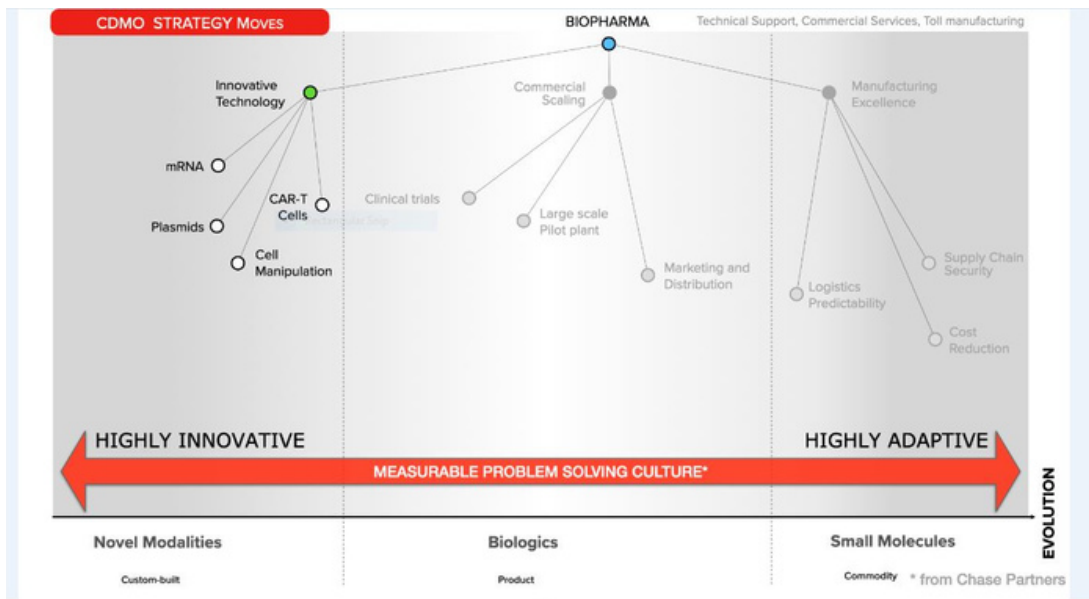 CDMO STRATEGY MOVES
BIOPHARMA
Technical Support, Commercial Services, Toll manufacturing
Innovative
Technology
Commercial
Scaling
Manufacturing
Excellence
mRNA
CAR-T
Cells
Plasmids
Cell
Manipulation
Clinical trials
Large scale
Pilot plant
Marketing and
Distribution
Logistics
Predictability
Supply Chain
Security
Cost
Reduction
HIGHLY INNOVATIVE
HIGHLY ADAPTIVE
MEASURABLE PROBLEM SOLVING CULTURE*
EVOLUTION
Novel Modalities
Biologics
Small Molecules
Custom-built
Product
Commodity
* from Chase Partners